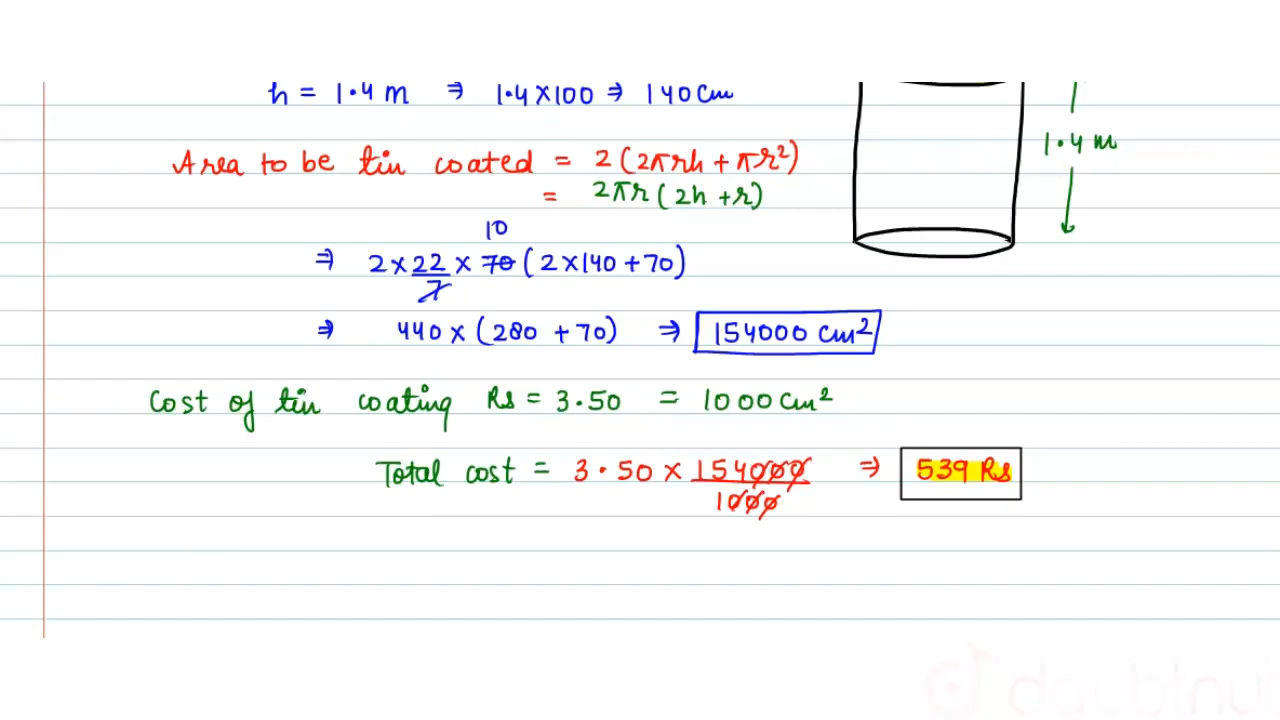 h = 1.4 m ⇒ 1.4×100 ⇒ 140 cm
1.4 m
Area to be tin coated = 2 (2πrh + πr²)
= 2πr (2h + r)
10
⇒ 2 × 22/7 × 70 (2 × 140 + 70)
⇒ 440 × (280 + 70) ⇒ 154000 cm²
Cost of tin coating Rs = 3.50 = 1000 cm²
Total cost = 3.50 × 154000/1000 ⇒ 539 Rs
doubtnut